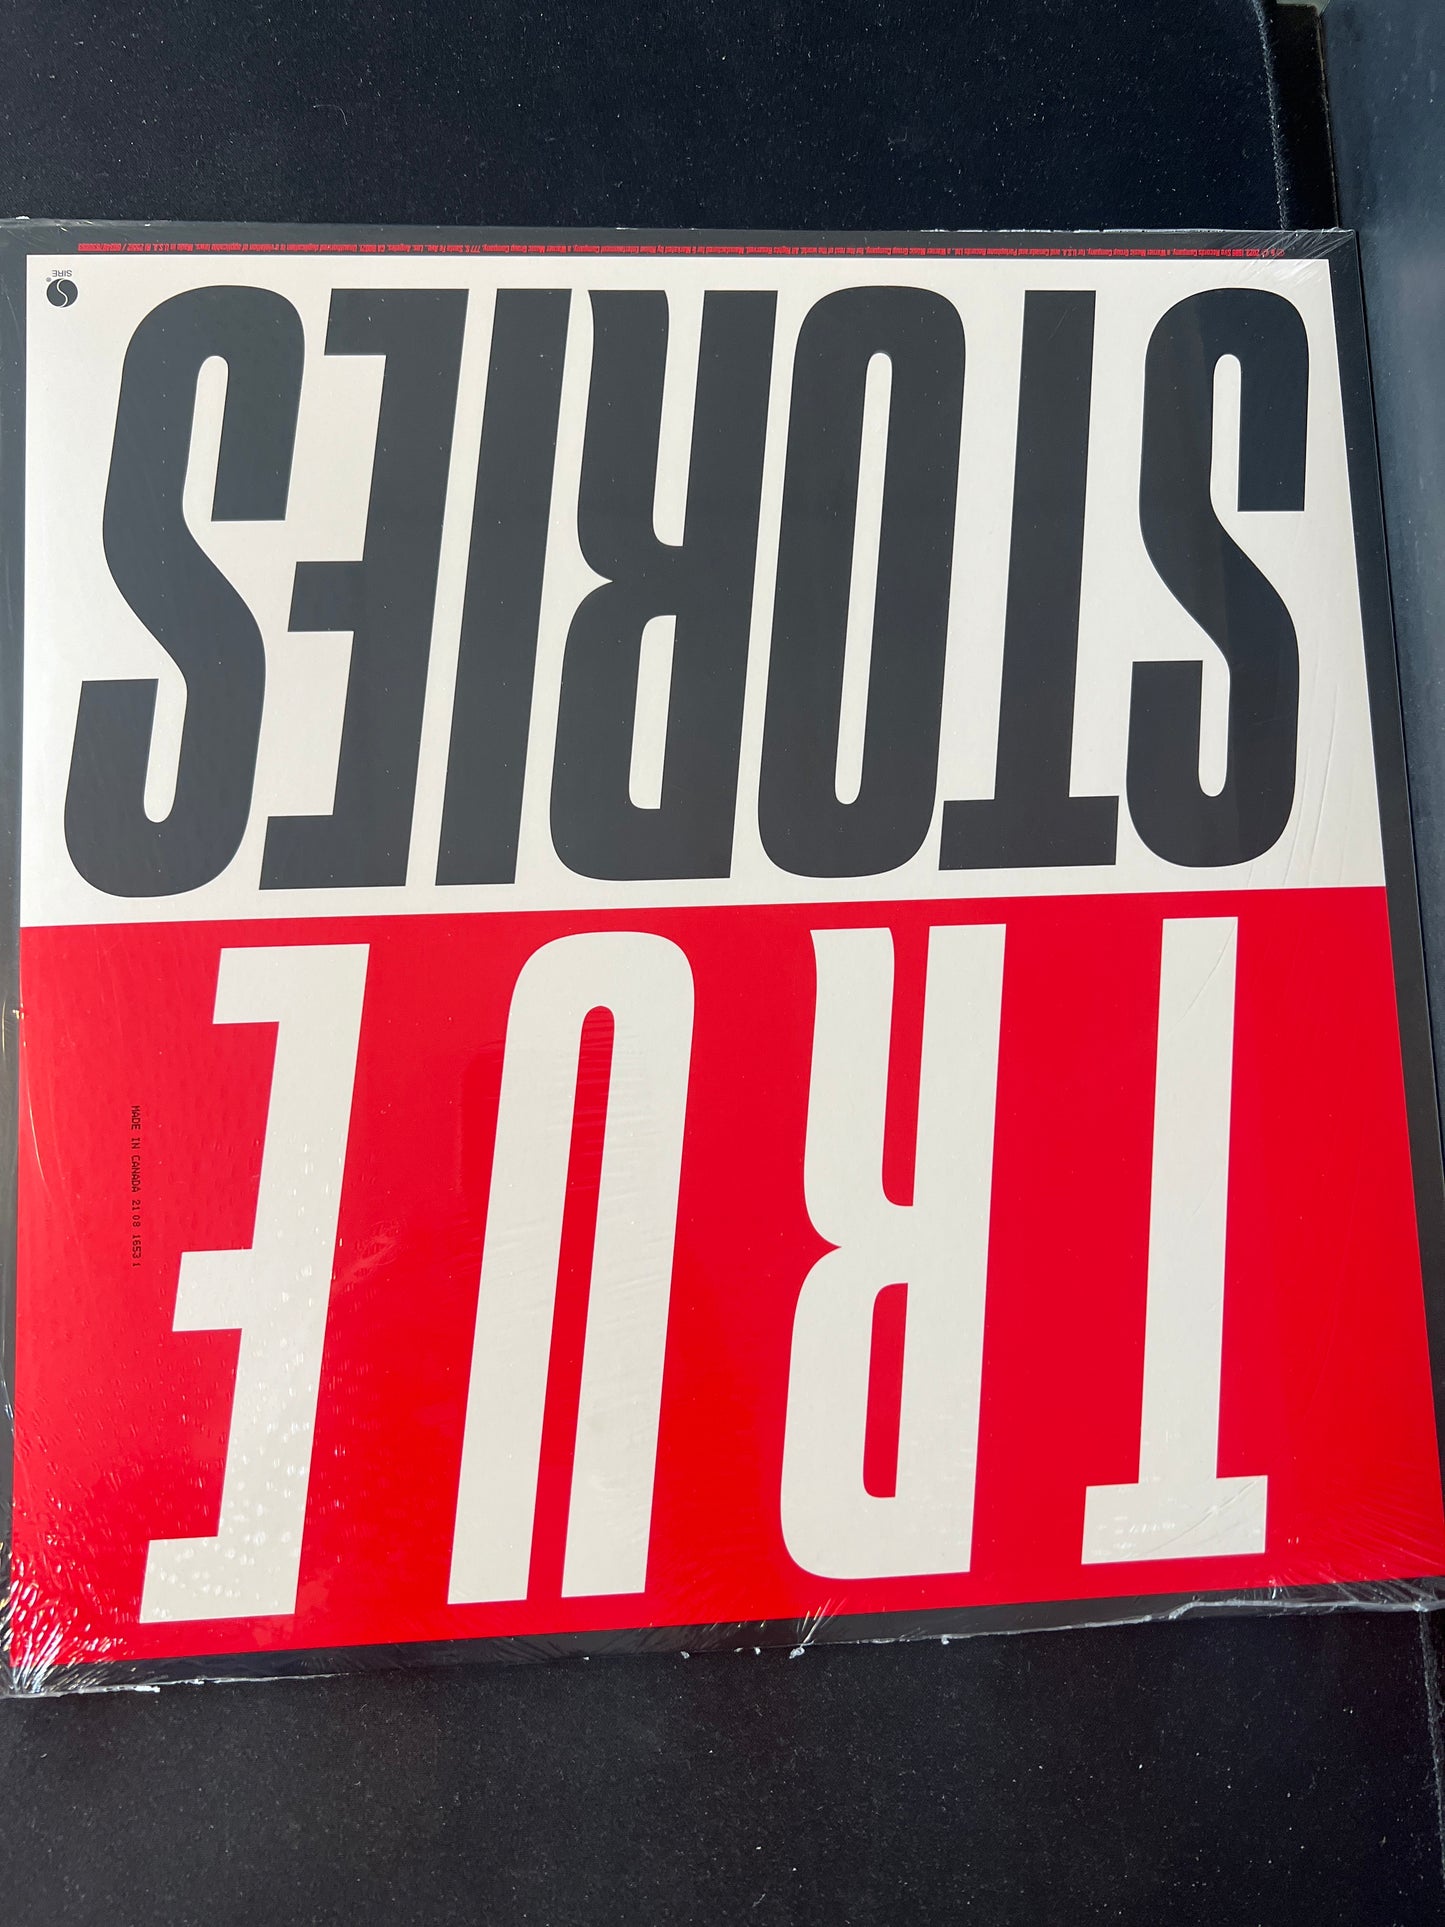 TRUE
STORIES
SIRE
MADE IN CANADA 21 08 1653 1